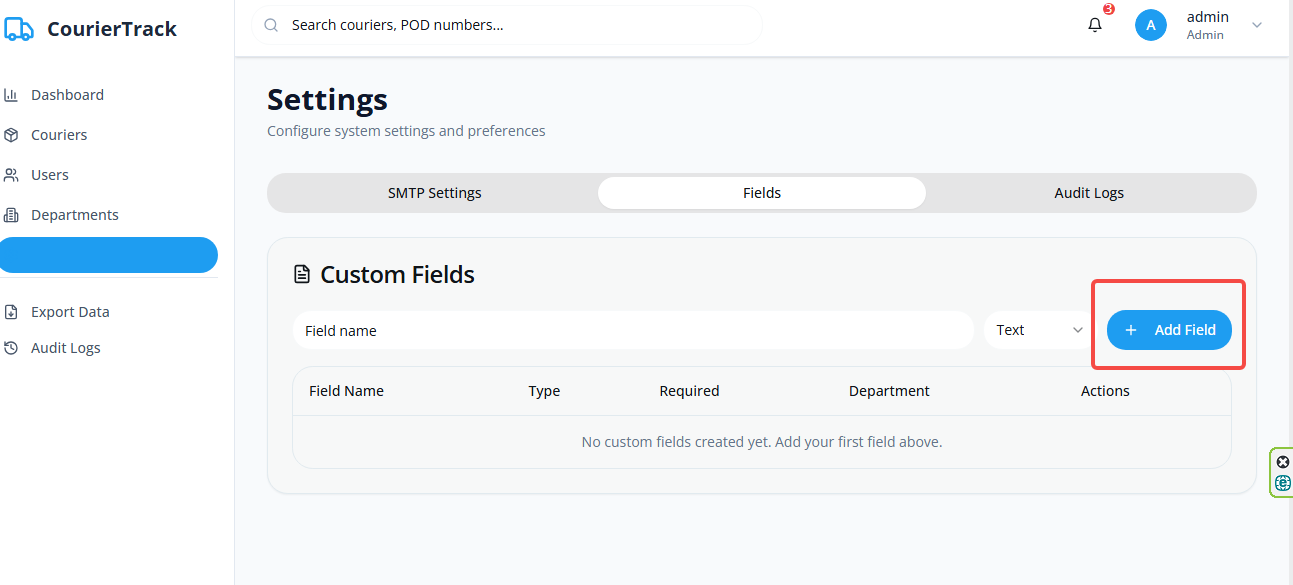 CourierTrack
Search couriers, POD numbers...
3
A
admin
Admin
Dashboard
Couriers
Users
Departments
Export Data
Audit Logs
Settings
Configure system settings and preferences
SMTP Settings
Fields
Audit Logs
Custom Fields
Field name
Text
+ Add Field
Field Name Type Required Department Actions
No custom fields created yet. Add your first field above.